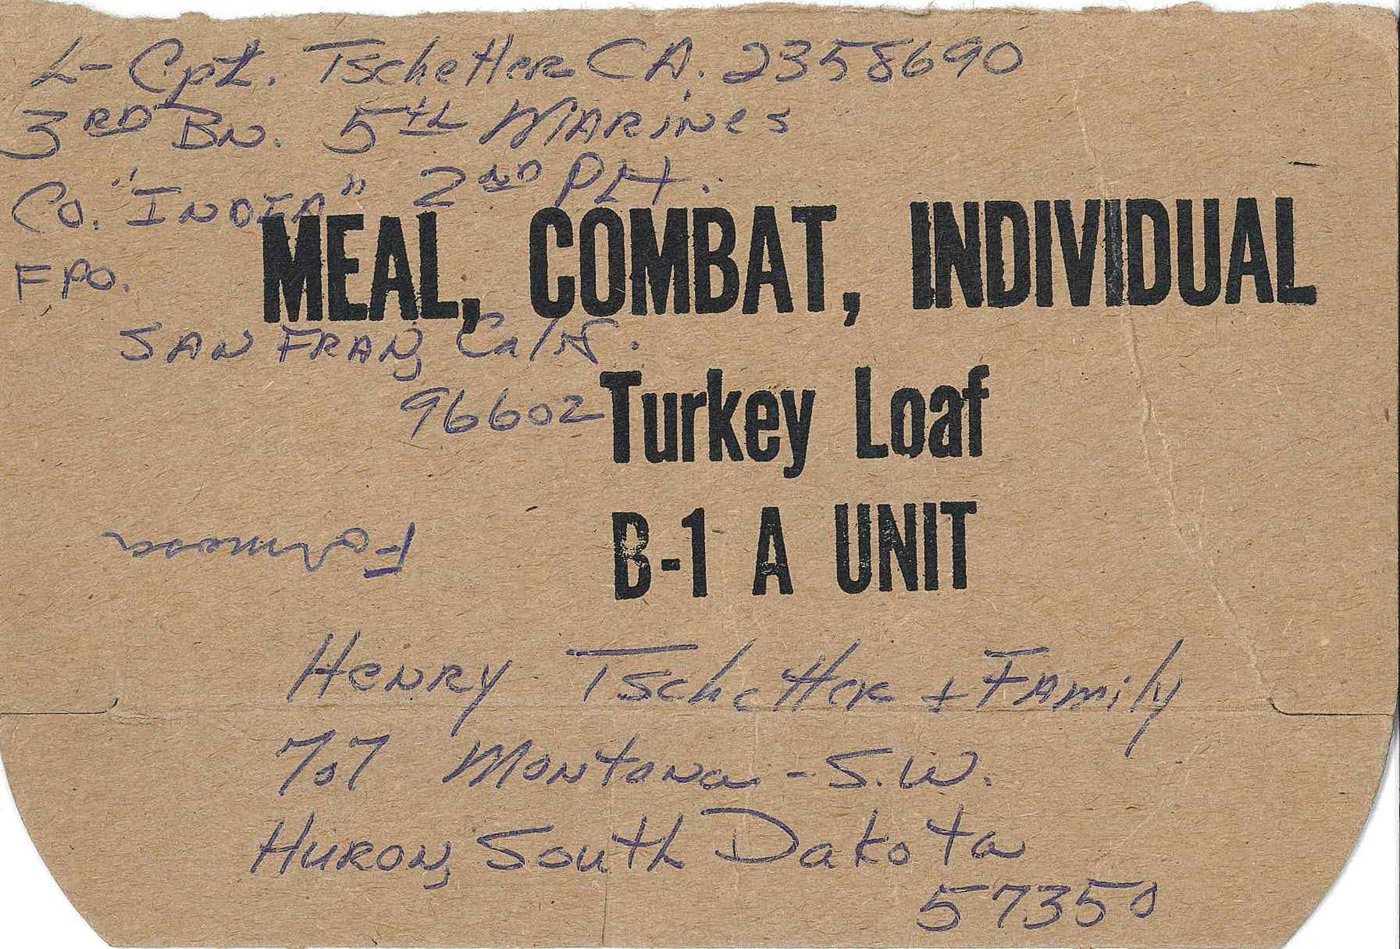 L-Cpt. Tschetter CA. 2358690
3RD BN. 5th MARINES
Co. "INDIA" 2ND Plt.
FPO.
SAN FRAN, Calif.
96602
MEAL, COMBAT, INDIVIDUAL
Turkey Loaf
B-1 A UNIT
Henry Tschetter + Family
707 Montana - S.W.
Huron, South Dakota
57350